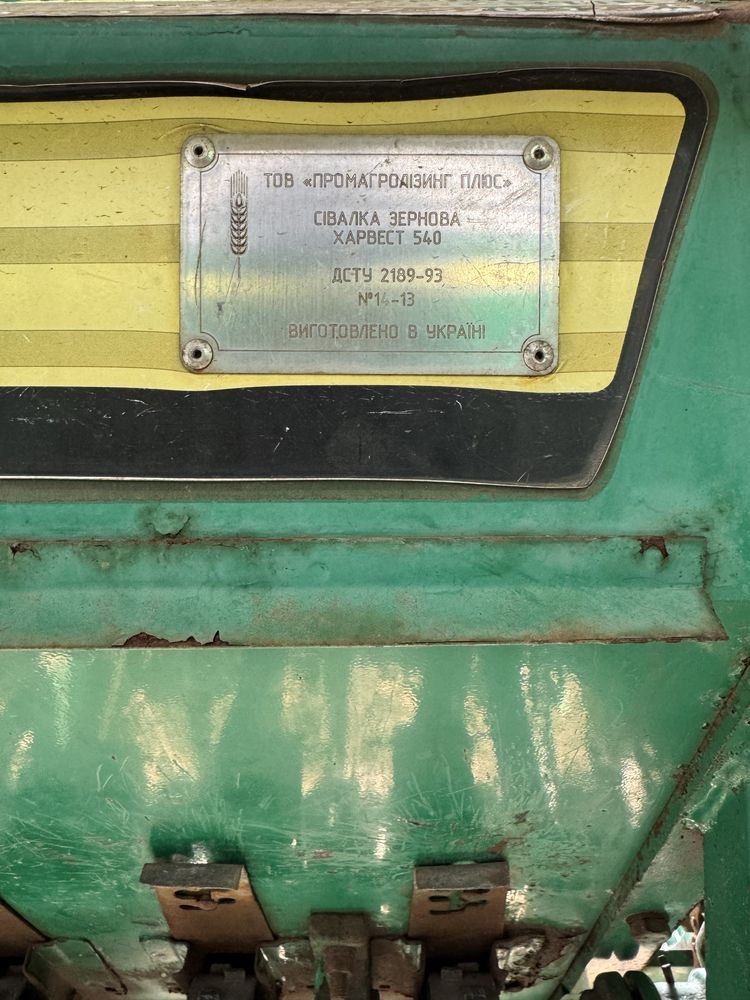 ТОВ «ПРОМАГРОЛІЗИНГ ПЛЮС»
СІВАЛКА ЗЕРНОВА
ХАРВЕСТ 540
ДСТУ 2189-93
№14-13
ВИГОТОВЛЕНО В УКРАЇНІ